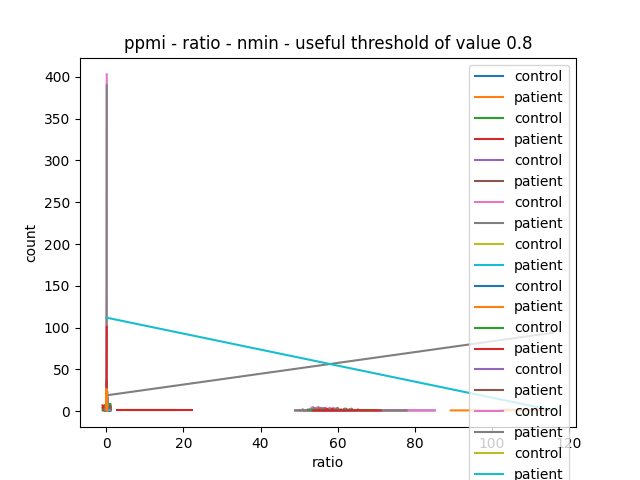 ppmi - ratio - nmin - useful threshold of value 0.8
400
350
300
250
200
150
100
50
0
count
0
20
40
60
80
100
120
ratio
control
patient
control
patient
control
patient
control
patient
control
patient
control
patient
control
patient
control
patient
control
patient
control
patient